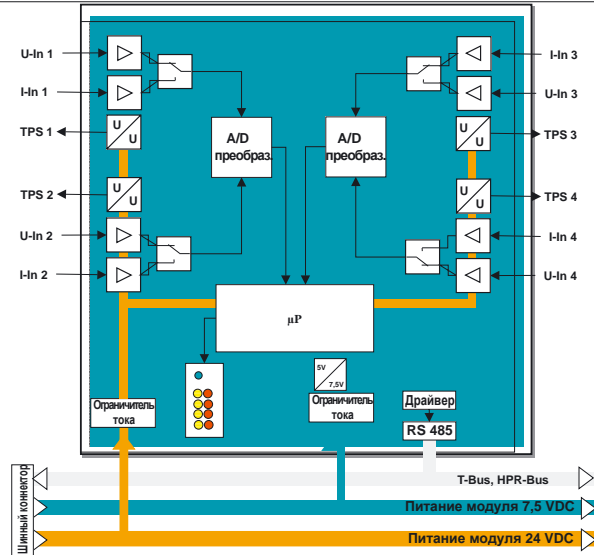 U-In 1
I-In 1
TPS 1
U
U
TPS 2
U
U
U-In 2
I-In 2
A/D
преобраз.
A/D
преобраз.
I-In 3
U-In 3
U
U
TPS 3
U
U
TPS 4
I-In 4
U-In 4
µP
5V
7,5V
Ограничитель
тока
Ограничитель
тока
Драйвер
RS 485
Шинный коннектор
T-Bus, HPR-Bus
Питание модуля 7,5 VDC
Питание модуля 24 VDC